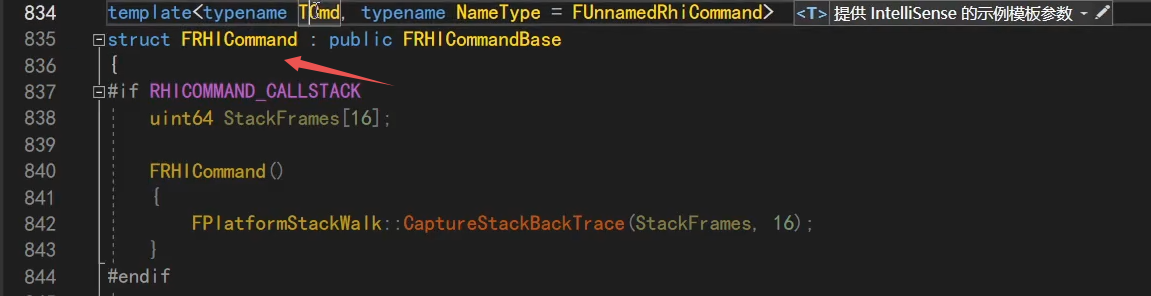 834 template<typename TCmd, typename NameType = FUnnamedRhiCommand> <T> 提供 IntelliSense 的示例模板参数
835 struct FRHICommand : public FRHICommandBase
836 {
837 #if RHICOMMAND_CALLSTACK
838 uint64 StackFrames[16];
839
840 FRHICommand()
841 {
842 FPlatformStackWalk::CaptureStackBackTrace(StackFrames, 16);
843 }
844 #endif